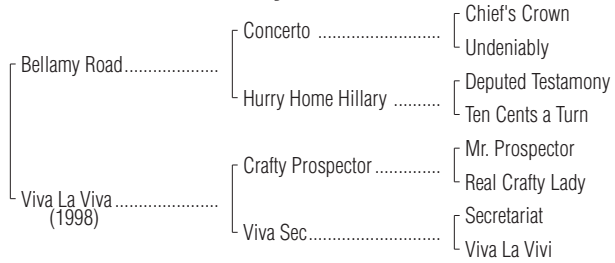 Chief's Crown
Concerto ..........................
Undeniably
Bellamy Road...................
Deputed Testamony
Hurry Home Hillary ..........
Ten Cents a Turn
Mr. Prospector
Crafty Prospector...............
Real Crafty Lady
Viva La Viva.....................
(1998)
Secretariat
Viva Sec............................
Viva La Vivi